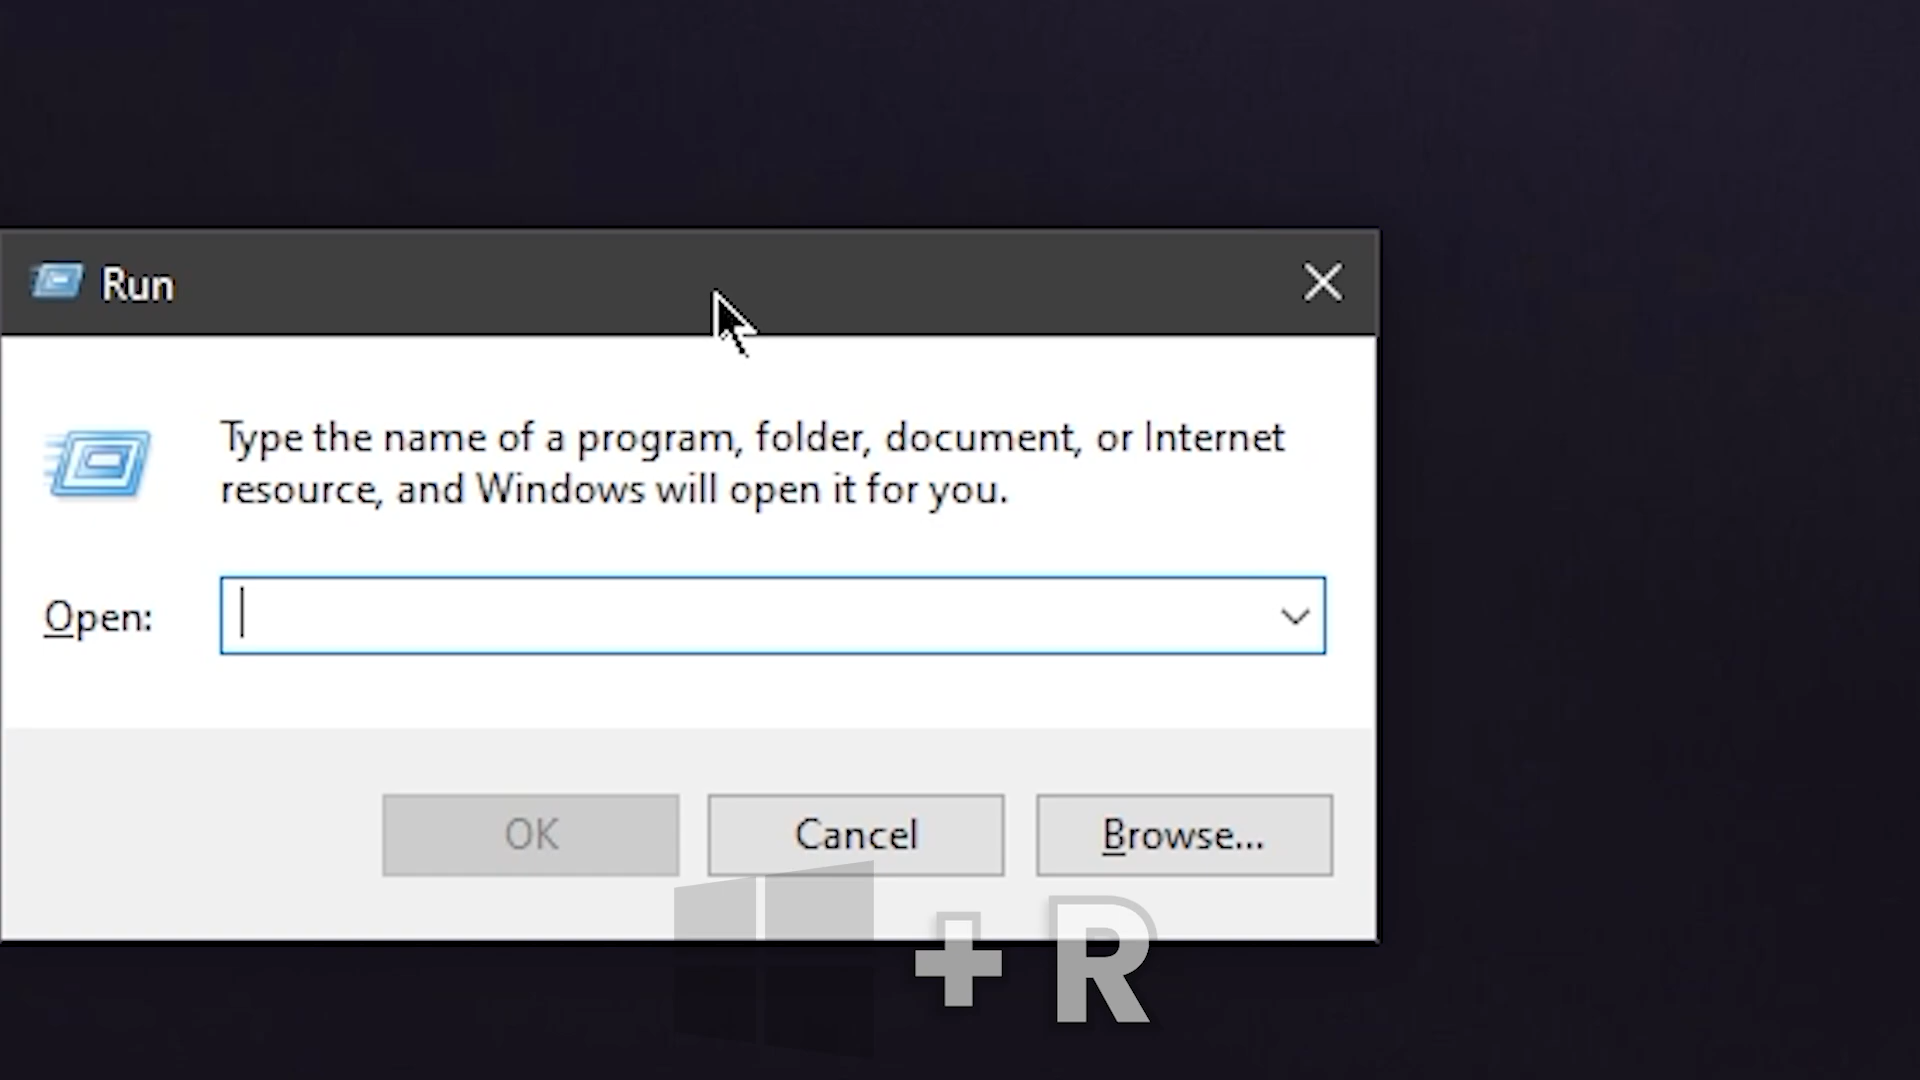 Run
Type the name of a program, folder, document, or Internet
resource, and Windows will open it for you.
Open:
OK
Cancel
Browse...
+ R